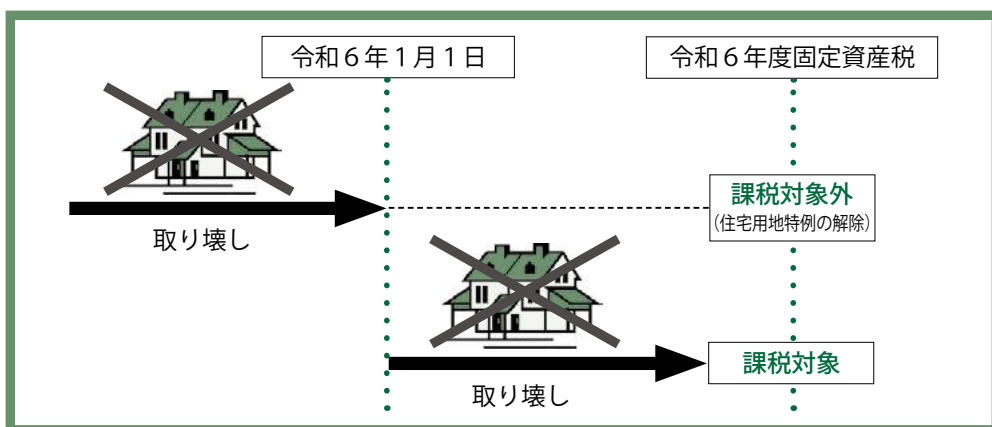 令和６年１月１日
令和６年度固定資産税
課税対象外
（住宅用地特例の解除）
取り壊し
課税対象
取り壊し